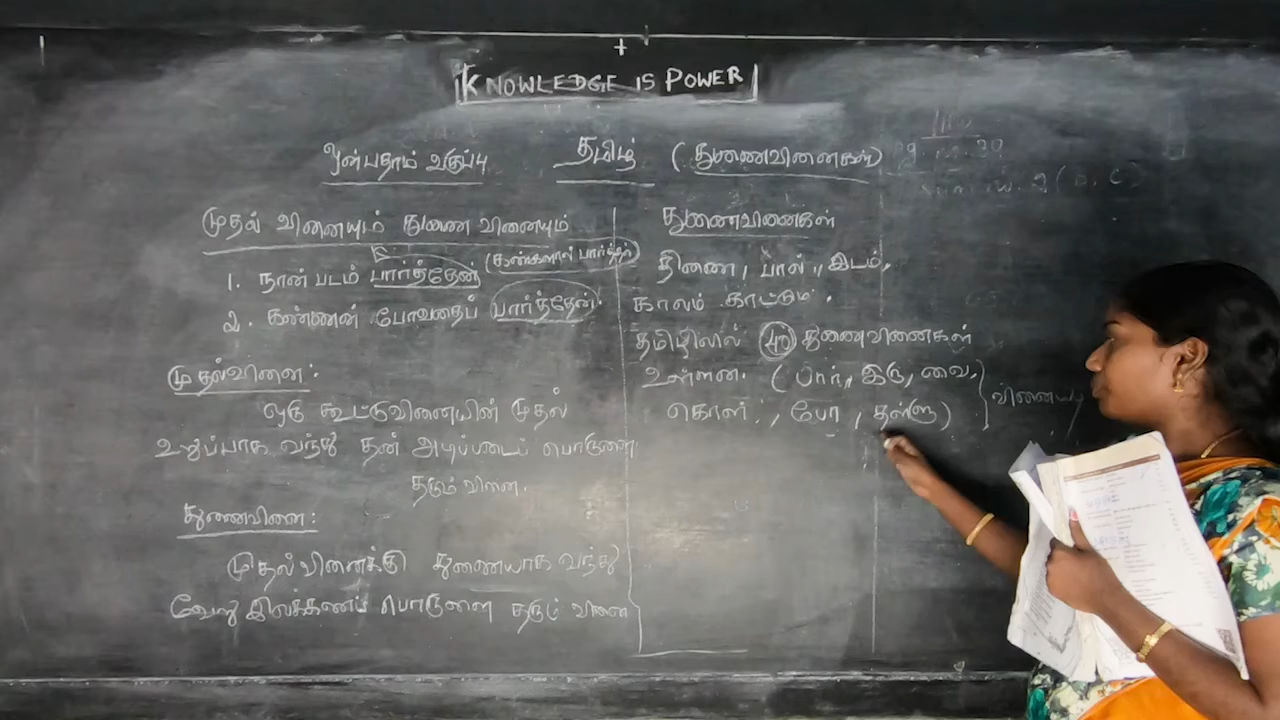 KNOWLEDGE IS POWER
ஒன்பதாம் வகுப்பு தமிழ் (துணைவினைகள்)
முதல் வினையும் துணை வினையும்
1. நான் படம் பார்த்தேன் (கண்களால் பார்த்தல்)
2. கண்ணன் போவதைப் பார்த்தேன்.
முதல்வினை:
ஒரு கூட்டுவினையின் முதல்
உறுப்பாக வந்து தன் அடிப்படைப் பொருளை
தரும் வினை.
துணைவினை:
முதல்வினைக்கு துணையாக வந்து
வேறு இலக்கணப் பொருளை தரும் வினை
துணைவினைகள்
திணை, பால், இடம்,
காலம் காட்டும்.
தமிழில் 40 துணைவினைகள்
உள்ளன. (பார், இரு, வை,
கொள், போ, தள்ளு)